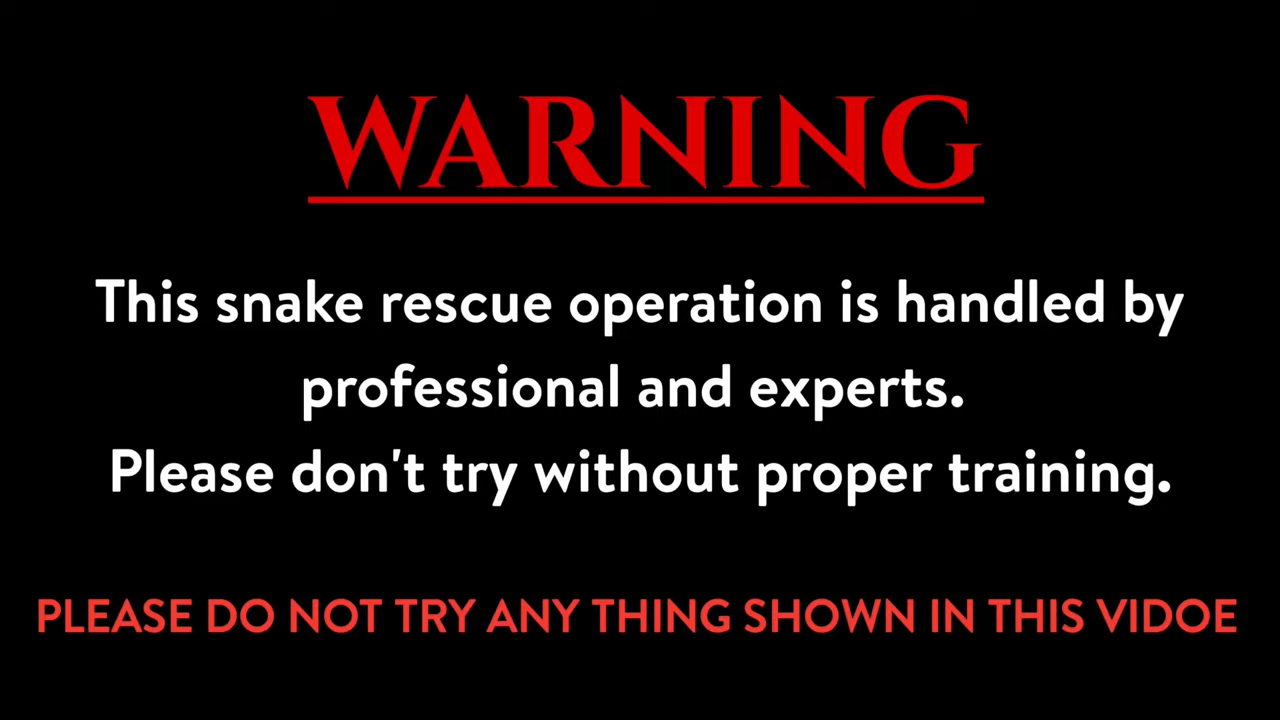 WARNING
This snake rescue operation is handled by
professional and experts.
Please don't try without proper training.
PLEASE DO NOT TRY ANY THING SHOWN IN THIS VIDOE